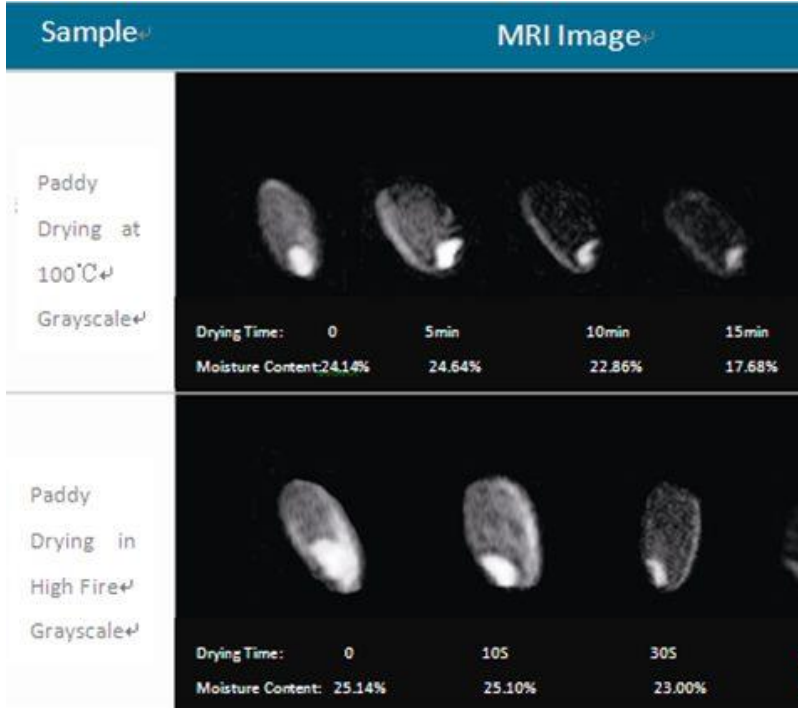 Sample↵
MRI Image↵
Paddy
Drying at
100℃↵
Grayscale↵
Drying Time: 0 5min 10min 15min
Moisture Content:24.14% 24.64% 22.86% 17.68%
Paddy
Drying in
High Fire↵
Grayscale↵
Drying Time: 0 10S 30S
Moisture Content: 25.14% 25.10% 23.00%